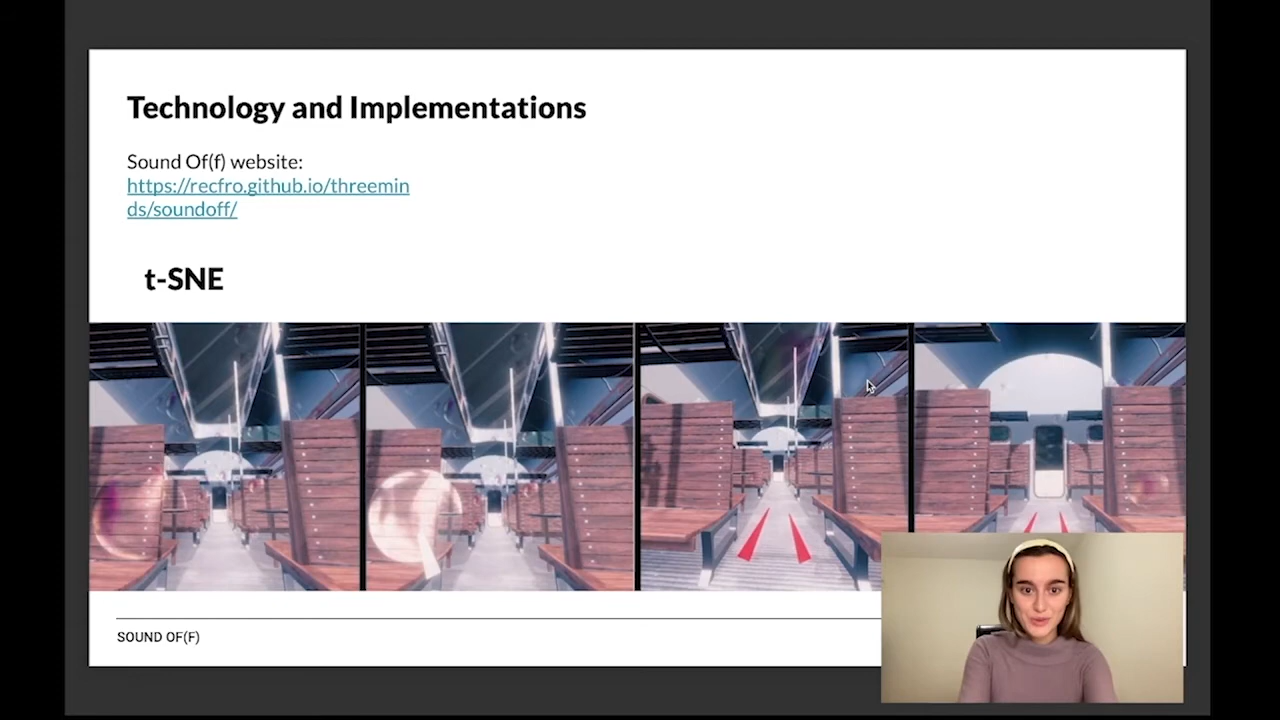 Technology and Implementations
Sound Of(f) website:
https://recfro.github.io/threemin
ds/soundoff/
t-SNE
SOUND OF(F)